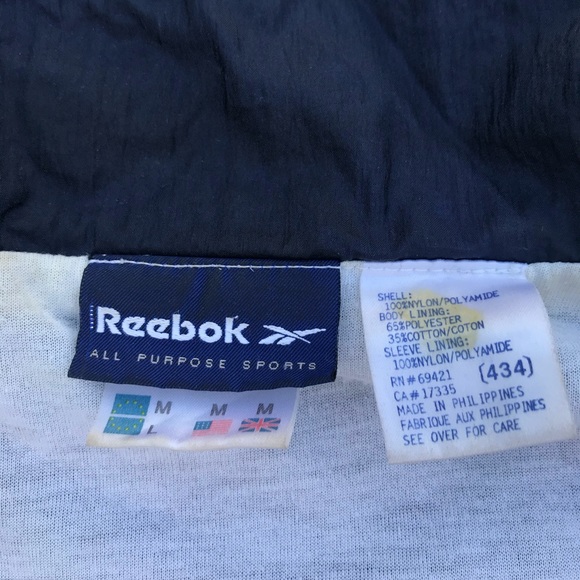 Reebok
ALL PURPOSE SPORTS
M M M
L
SHELL:
100%NYLON/POLYAMIDE
BODY LINING:
65%POLYESTER
35%COTTON/COTON
SLEEVE LINING:
100%NYLON/POLYAMIDE
RN#69421 (434)
CA#17335
MADE IN PHILIPPINES
FABRIQUE AUX PHILIPPINES
SEE OVER FOR CARE